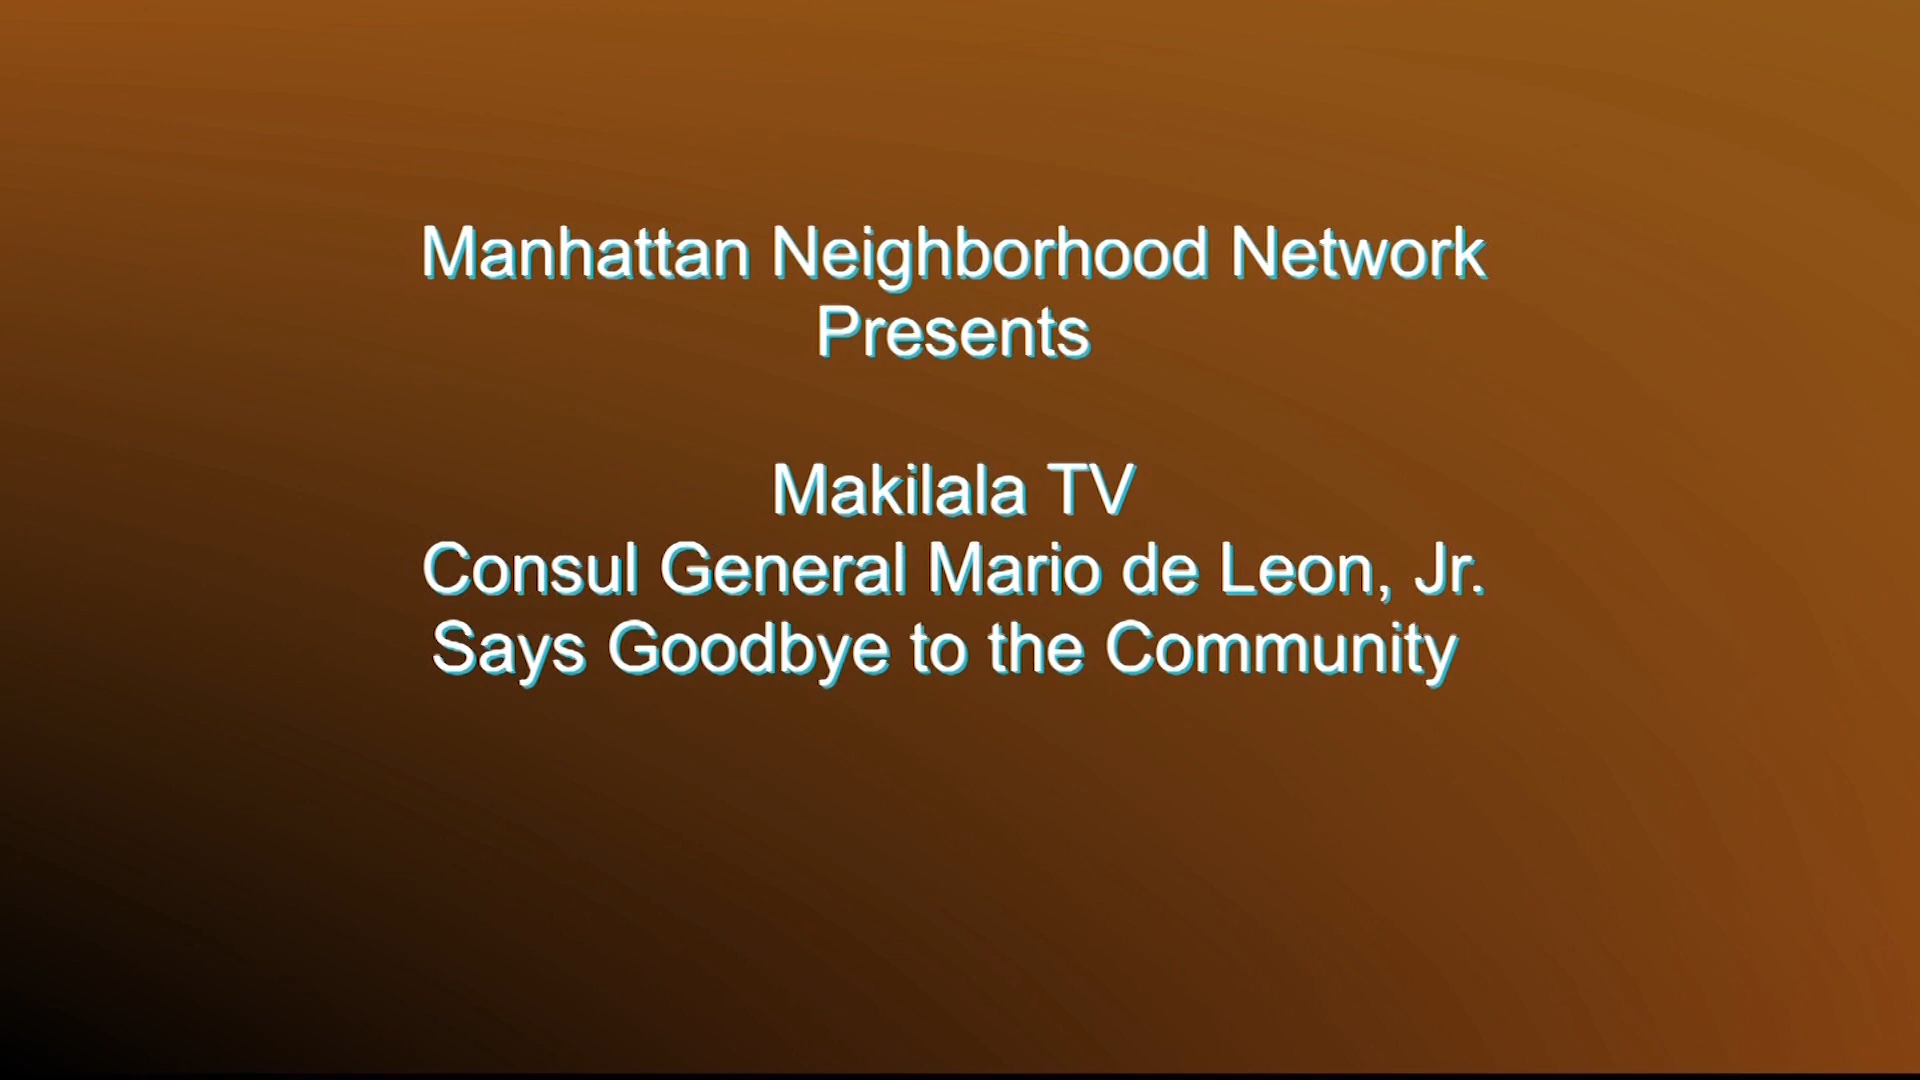 Manhattan Neighborhood Network
Presents
Makilala TV
Consul General Mario de Leon, Jr.
Says Goodbye to the Community